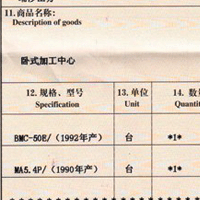 11.商品名称:
Description of goods
卧式加工中心
12.规格、型号 13.单位 14.数
Specification Unit Quantit
BMC-50E/（1992年产） 台 *1*
MA5.4P/（1990年产） 台 *1*